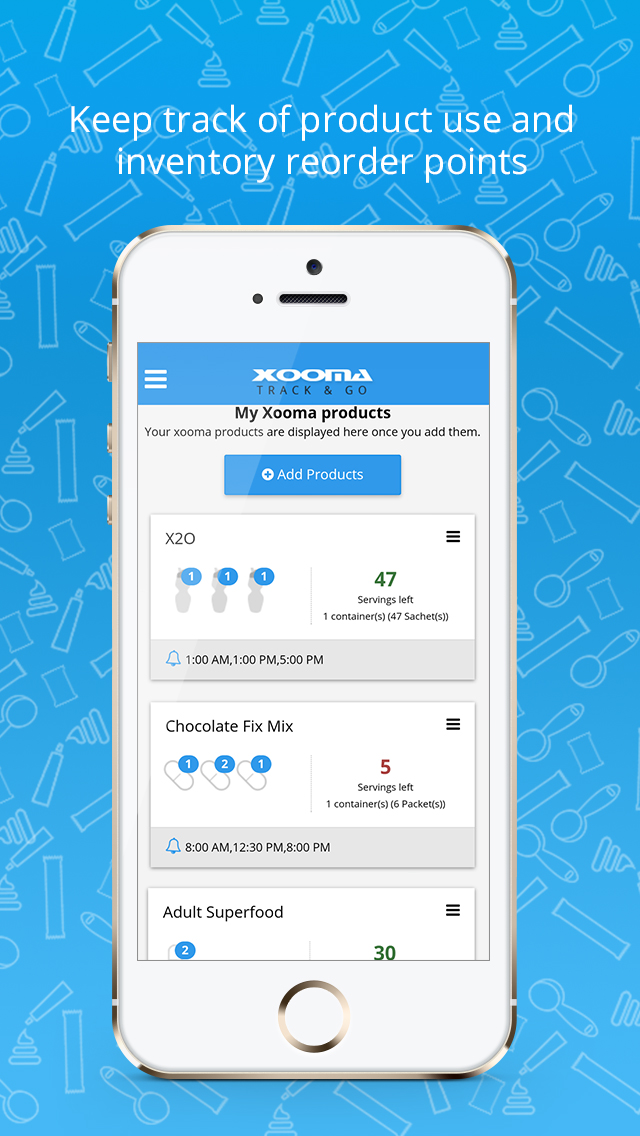 Keep track of product use and
inventory reorder points
XOOMA
TRACK & GO
My Xooma products
Your xooma products are displayed here once you add them.
Add Products
X2O
1 1 1
47
Servings left
1 container(s) (47 Sachet(s))
1:00 AM,1:00 PM,5:00 PM
Chocolate Fix Mix
1 2 1
5
Servings left
1 container(s) (6 Packet(s))
8:00 AM,12:30 PM,8:00 PM
Adult Superfood
2
30